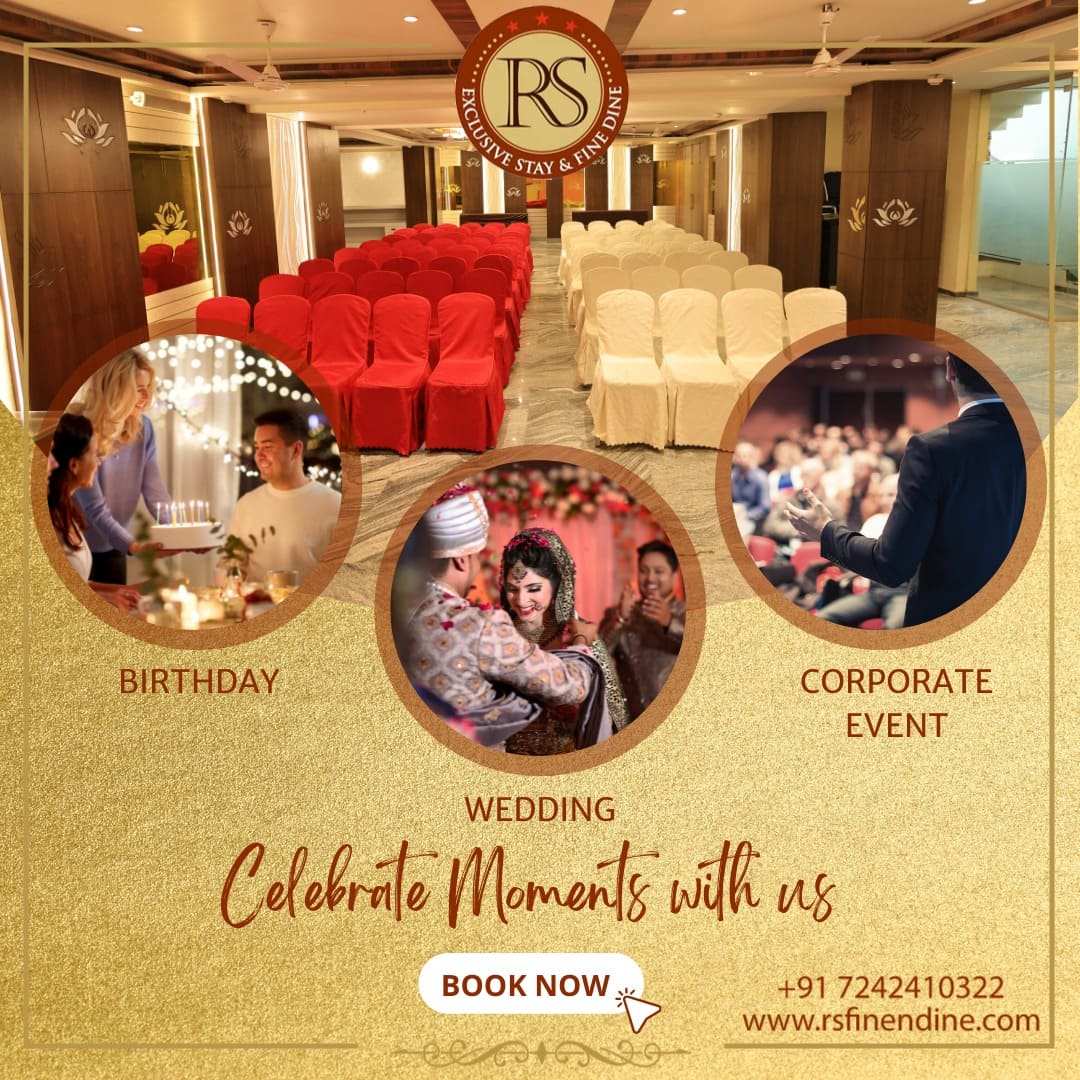 RS
EXCLUSIVE STAY & FINE DINE
BIRTHDAY
CORPORATE
EVENT
WEDDING
Celebrate Moments with us
BOOK NOW
+91 7242410322
www.rsfinendine.com